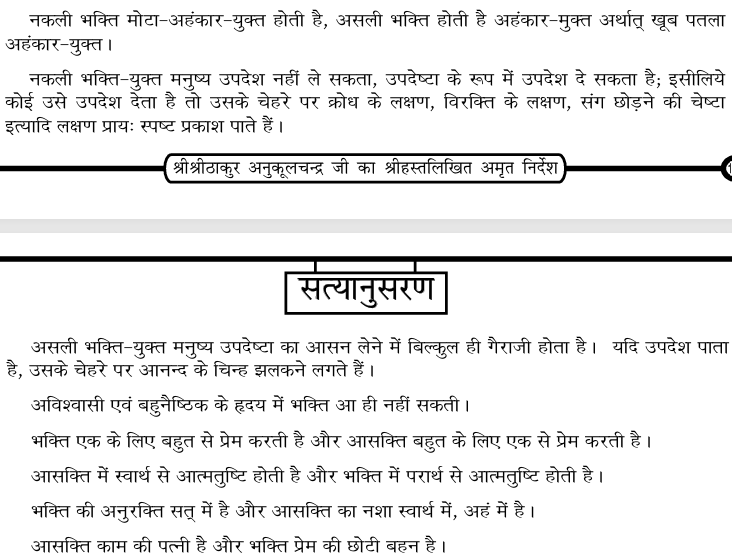 नकली भक्ति मोटा-अहंकार-युक्त होती है, असली भक्ति होती है अहंकार-मुक्त अर्थात् खूब पतला
अहंकार-युक्त।
नकली भक्ति-युक्त मनुष्य उपदेश नहीं ले सकता, उपदेष्टा के रूप में उपदेश दे सकता है; इसीलिये
कोई उसे उपदेश देता है तो उसके चेहरे पर क्रोध के लक्षण, विरक्ति के लक्षण, संग छोड़ने की चेष्टा
इत्यादि लक्षण प्रायः स्पष्ट प्रकाश पाते हैं।
श्रीश्रीठाकुर अनुकूलचन्द्र जी का श्रीहस्तलिखित अमृत निर्देश
सत्यानुसरण
असली भक्ति-युक्त मनुष्य उपदेष्टा का आसन लेने में बिल्कुल ही गैराजी होता है। यदि उपदेश पाता
है, उसके चेहरे पर आनन्द के चिन्ह झलकने लगते हैं।
अविश्वासी एवं बहुनैष्ठिक के हृदय में भक्ति आ ही नहीं सकती।
भक्ति एक के लिए बहुत से प्रेम करती है और आसक्ति बहुत के लिए एक से प्रेम करती है।
आसक्ति में स्वार्थ से आत्मतुष्टि होती है और भक्ति में परार्थ से आत्मतुष्टि होती है।
भक्ति की अनुरक्ति सत् में है और आसक्ति का नशा स्वार्थ में, अहं में है।
आसक्ति काम की पत्नी है और भक्ति प्रेम की छोटी बहन है।